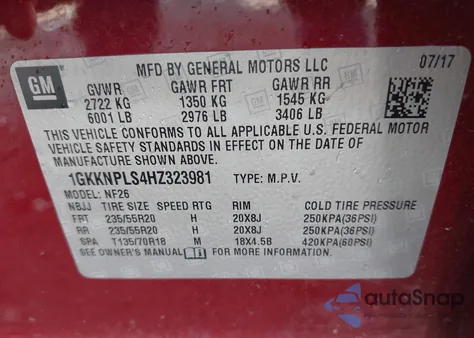 MFD BY GENERAL MOTORS LLC
07/17
GM
GVWR GAWR FRT GAWR RR
2722 KG 1350 KG 1545 KG
6001 LB 2976 LB 3406 LB
THIS VEHICLE CONFORMS TO ALL APPLICABLE U.S. FEDERAL MOTOR
VEHICLE SAFETY STANDARDS IN EFFECT ON THE DATE OF
MANUFACTURE SHOWN ABOVE.
1GKKNPLS4HZ323981 TYPE: M.P.V.
MODEL: NF26
NBJJ TIRE SIZE SPEED RTG RIM COLD TIRE PRESSURE
FRT 235/55R20 H 20X8J 250KPA(36PSI)
RR 235/55R20 H 20X8J 250KPA(36PSI)
SPA T135/70R18 M 18X4.5B 420KPA(60PSI)
SEE OWNER'S MANUAL FOR MORE INFORMATION.
autoSnap